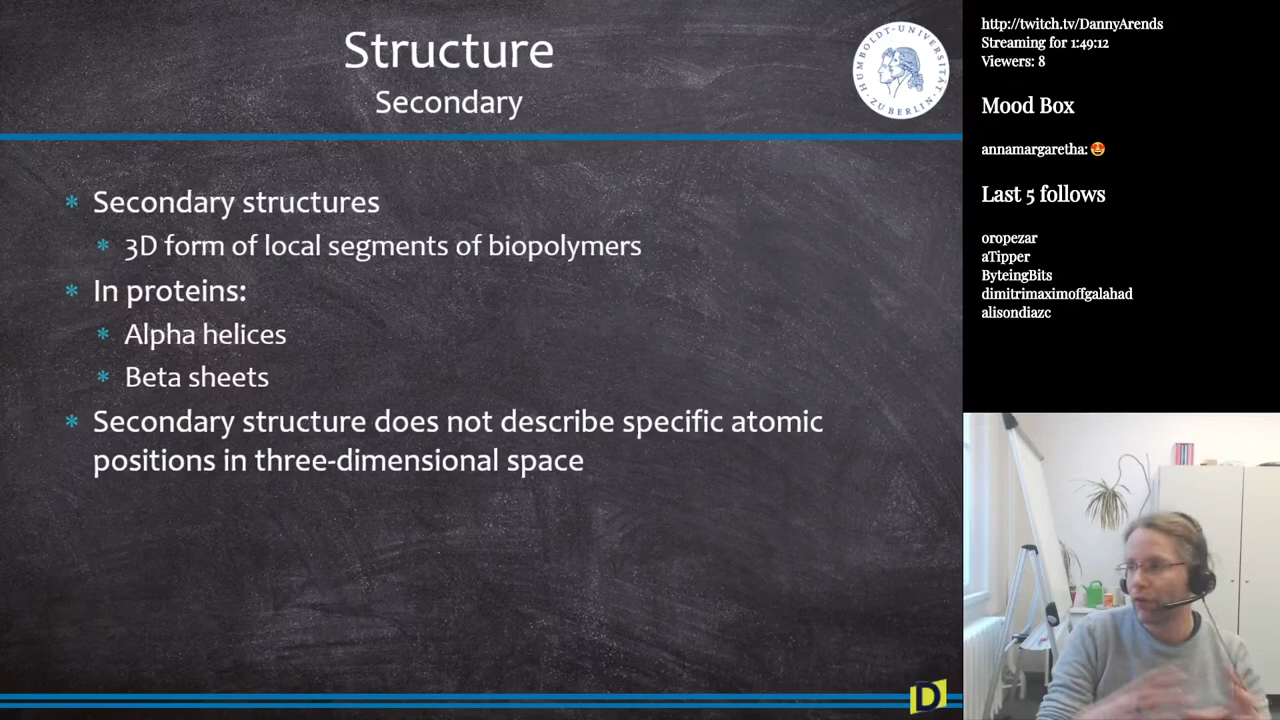 Structure
Secondary
HUMBOLDT-UNIVERSITÄT
ZU BERLIN
* Secondary structures
* 3D form of local segments of biopolymers
* In proteins:
* Alpha helices
* Beta sheets
* Secondary structure does not describe specific atomic
positions in three-dimensional space
D
http://twitch.tv/DannyArends
Streaming for 1:49:12
Viewers: 8
Mood Box
annamargaretha: 🤩
Last 5 follows
oropezar
aTipper
ByteingBits
dimitrimaximoffgalahad
alisondiazc